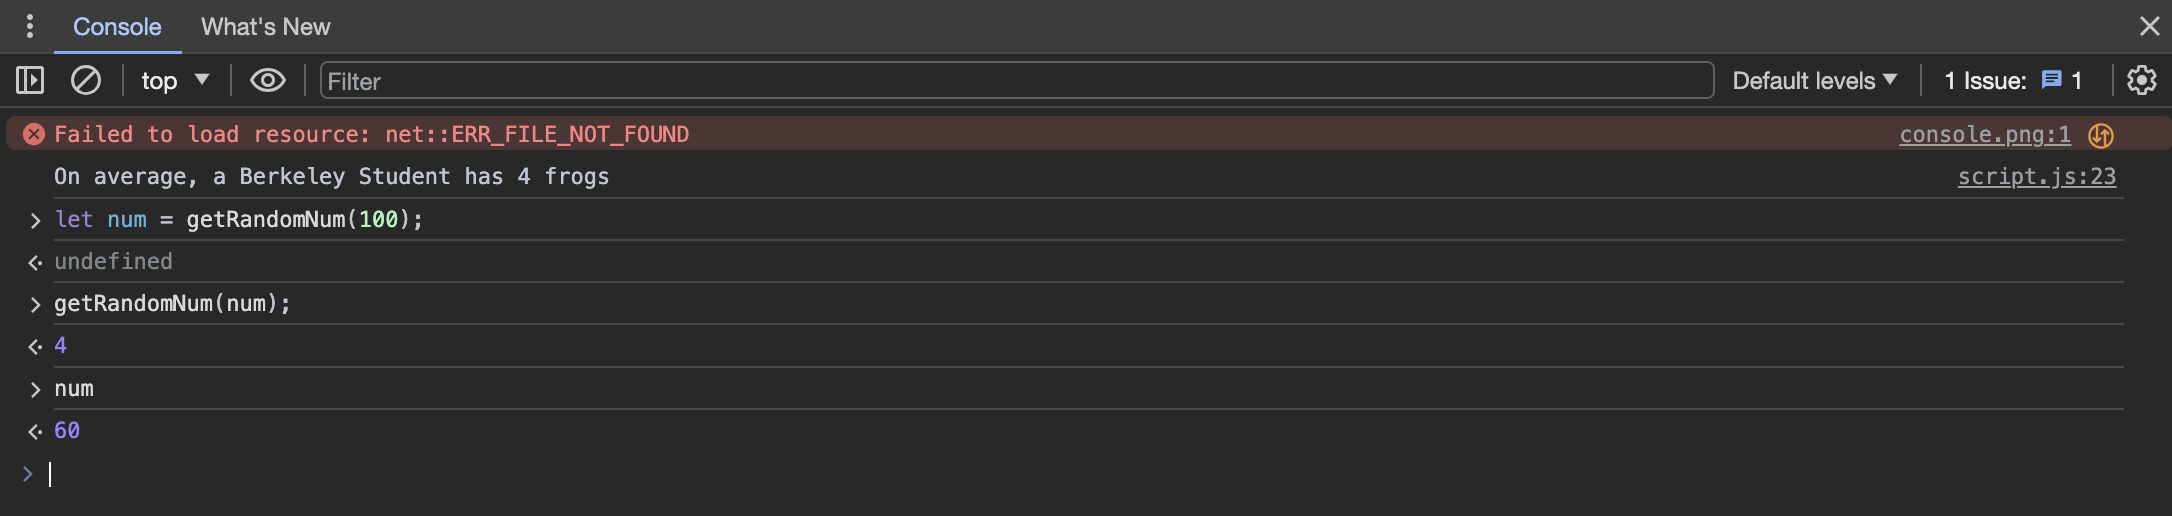 Console What's New
top Filter Default levels 1 Issue: 1
Failed to load resource: net::ERR_FILE_NOT_FOUND console.png:1
On average, a Berkeley Student has 4 frogs script.js:23
> let num = getRandomNum(100);
undefined
> getRandomNum(num);
4
> num
60
>